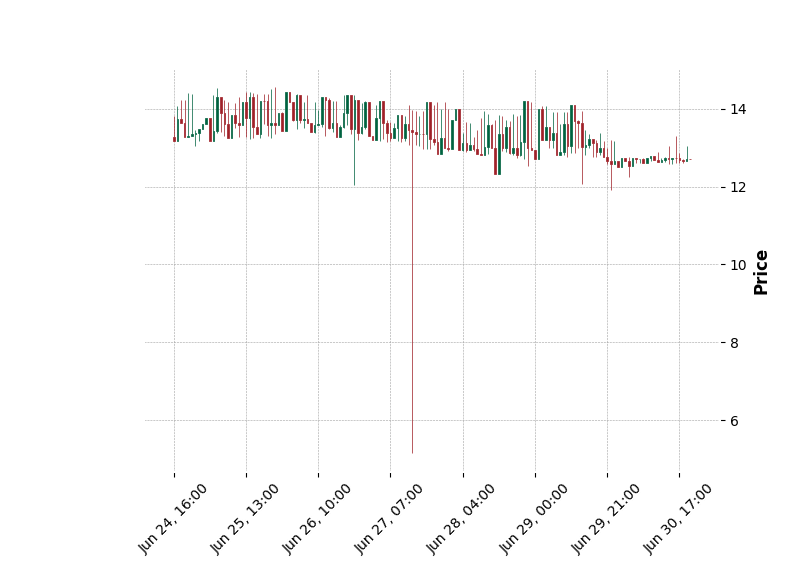 14
12
10
8
6
Price
Jun 24, 16:00
Jun 25, 13:00
Jun 26, 10:00
Jun 27, 07:00
Jun 28, 04:00
Jun 29, 00:00
Jun 29, 21:00
Jun 30, 17:00